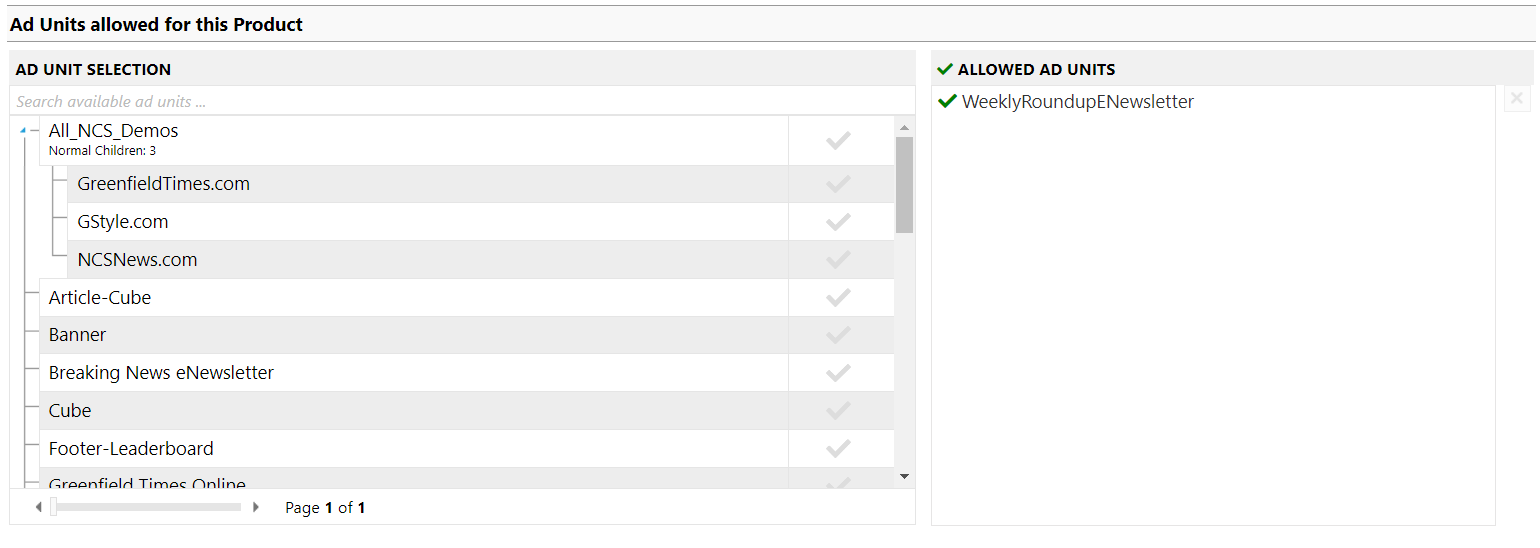 Ad Units allowed for this Product
AD UNIT SELECTION
Search available ad units ...
All_NCS_Demos
Normal Children: 3
GreenfieldTimes.com
GStyle.com
NCSNews.com
Article-Cube
Banner
Breaking News eNewsletter
Cube
Footer-Leaderboard
Greenfield Times Online
Page 1 of 1
ALLOWED AD UNITS
WeeklyRoundupENewsletter